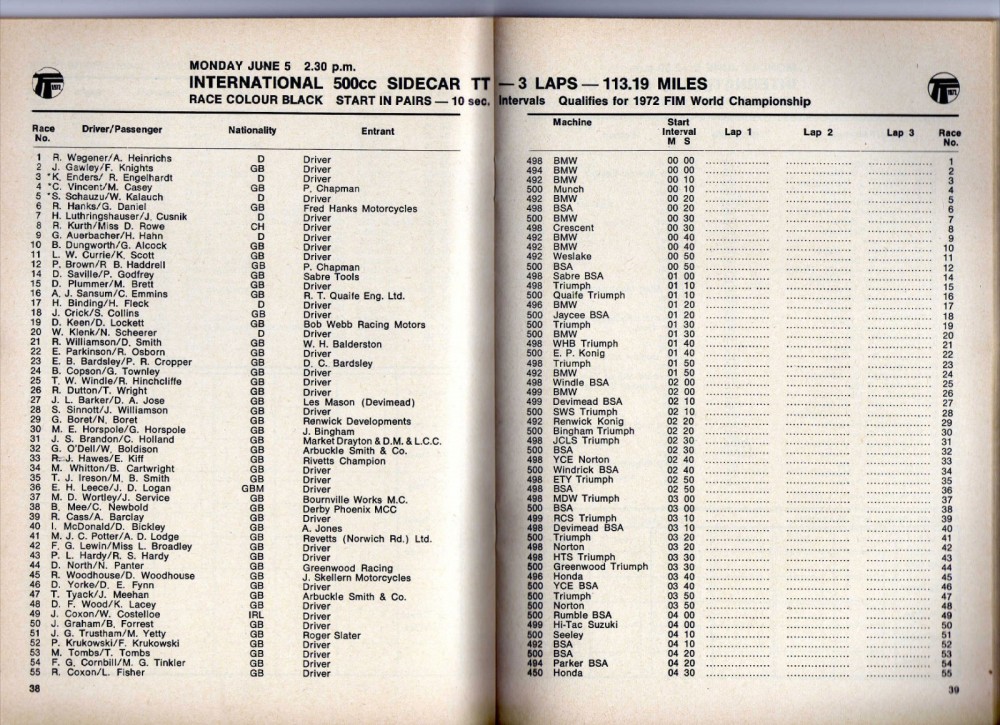 MONDAY JUNE 5 2.30 p.m.
INTERNATIONAL 500cc SIDECAR TT — 3 LAPS — 113.19 MILES
RACE COLOUR BLACK START IN PAIRS — 10 sec. Intervals Qualifies for 1972 FIM World Championship
Race No. Driver/Passenger Nationality Entrant
1 R. Wegener/A. Heinrichs D Driver
2 J. Gawley/F. Knights GB Driver
3 *K. Enders/ R. Engelhardt D Driver
4 *C. Vincent/M. Casey GB P. Chapman
5 *S. Schauzu/W. Kalauch D Driver
6 R. Hanks/G. Daniel GB Fred Hanks Motorcycles
7 H. Luthringshauser/J. Cusnik D Driver
8 R. Kurth/Miss D. Rowe CH Driver
9 G. Auerbacher/H. Hahn D Driver
10 B. Dungworth/G. Alcock GB Driver
11 L. W. Currie/K. Scott GB Driver
12 P. Brown/R B. Haddrell GB P. Chapman
14 D. Saville/P. Godfrey GB Sabre Tools
15 D. Plummer/M. Brett GB Driver
16 A. J. Sansum/C. Emmins GB R. T. Quaife Eng. Ltd.
17 H. Binding/H. Fleck D Driver
18 J. Crick/S. Collins GB Driver
19 D. Keen/D. Lockett GB Bob Webb Racing Motors
20 W. Klenk/N. Scheerer D Driver
21 R. Williamson/D. Smith GB W. H. Balderston
22 E. Parkinson/R. Osborn GB Driver
23 E. B. Bardsley/P. R. Cropper GB D. C. Bardsley
24 B. Copson/G. Townley GB Driver
25 T. W. Windle/R. Hinchcliffe GB Driver
26 R. Dutton/T. Wright GB Driver
27 J. L. Barker/D. A. Jose GB Les Mason (Devimead)
28 S. Sinnott/J. Williamson GB Driver
29 G. Boret/N. Boret GB Renwick Developments
30 M. E. Horspole/G. Horspole GB J. Bingham
31 J. S. Brandon/C. Holland GB Market Drayton & D.M. & L.C.C.
32 G. O'Dell/W. Boldison GB Arbuckle Smith & Co.
33 R. J. Hawes/E. Kiff GB Rivetts Champion
34 M. Whitton/B. Cartwright GB Driver
35 T. J. Ireson/M. B. Smith GB Driver
36 E. H. Leece/J. D. Logan GBM Driver
37 M. D. Wortley/J. Service GB Bournville Works M.C.
38 B. Mee/C. Newbold GB Derby Phoenix MCC
39 R. Cass/A. Barclay GB Driver
40 I. McDonald/D. Bickley GB A. Jones
41 M. J. C. Potter/A. D. Lodge GB Revetts (Norwich Rd.) Ltd.
42 F. G. Lewin/Miss L. Broadley GB Driver
43 P. L. Hardy/R. S. Hardy GB Driver
44 D. North/N. Panter GB Greenwood Racing
45 R. Woodhouse/D. Woodhouse GB J. Skellern Motorcycles
46 D. Yorke/D. E. Fynn GB Driver
47 T. Tyack/J. Meehan GB Arbuckle Smith & Co.
48 D. F. Wood/K. Lacey GB Driver
49 J. Coxon/W. Costelloe IRL Driver
50 J. Graham/B. Forrest GB Driver
51 J. G. Trustham/M. Yetty GB Roger Slater
52 P. Krukowski/F. Krukowski GB Driver
53 M. Tombs/T. Tombs GB Driver
54 F. G. Cornbill/M. G. Tinkler GB Driver
55 R. Coxon/L. Fisher GB Driver
38
Machine Start Interval M S Lap 1 Lap 2 Lap 3 Race No.
498 BMW 00 00 1
494 BMW 00 00 2
492 BMW 00 10 3
500 Munch 00 10 4
492 BMW 00 20 5
498 BSA 00 20 6
500 BMW 00 30 7
498 Crescent 00 30 8
492 BMW 00 40 9
492 BMW 00 40 10
492 Weslake 00 50 11
500 BSA 00 50 12
498 Sabre BSA 01 00 14
498 Triumph 01 10 15
500 Quaife Triumph 01 10 16
496 BMW 01 20 17
500 Jaycee BSA 01 20 18
500 Triumph 01 30 19
500 BMW 01 30 20
498 WHB Triumph 01 40 21
500 E. P. Konig 01 40 22
498 Triumph 01 50 23
492 BMW 01 50 24
498 Windle BSA 02 00 25
499 BMW 02 00 26
499 Devimead BSA 02 10 27
500 SWS Triumph 02 10 28
492 Renwick Konig 02 20 29
500 Bingham Triumph 02 20 30
498 JCLS Triumph 02 30 31
500 BSA 02 30 32
498 YCE Norton 02 40 33
500 Windrick BSA 02 40 34
498 ETY Triumph 02 50 35
498 BSA 02 50 36
498 MDW Triumph 03 00 37
500 BSA 03 00 38
499 RCS Triumph 03 10 39
498 Devimead BSA 03 10 40
500 Triumph 03 20 41
498 Norton 03 20 42
498 HTS Triumph 03 30 43
500 Greenwood Triumph 03 30 44
496 Honda 03 40 45
500 YCE BSA 03 40 46
500 Triumph 03 50 47
500 Norton 03 50 48
500 Rumble BSA 04 00 49
499 Hi-Tac Suzuki 04 00 50
500 Seeley 04 10 51
492 BSA 04 10 52
500 BSA 04 20 53
494 Parker BSA 04 20 54
450 Honda 04 30 55
39